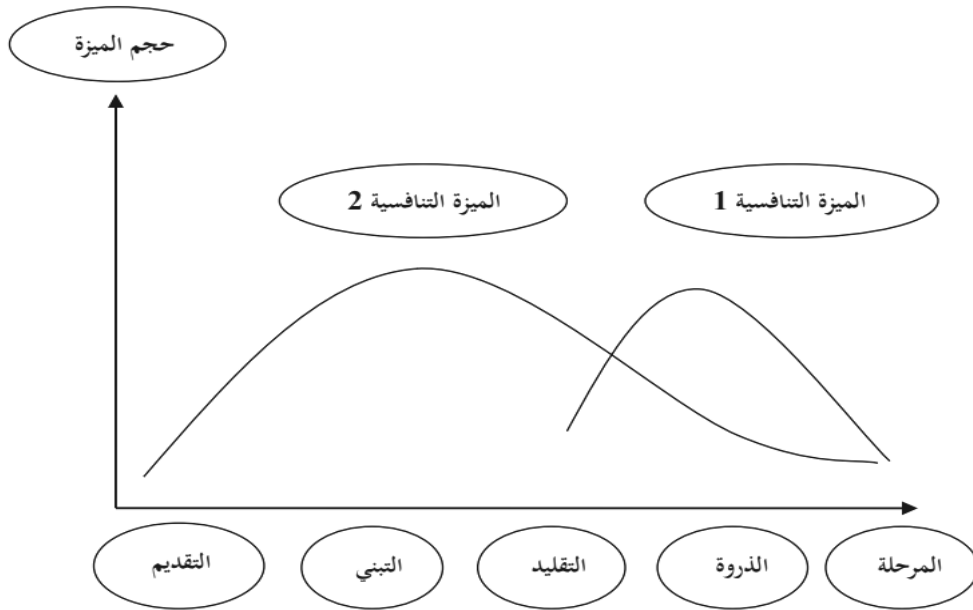 حجم الميزة
الميزة التنافسية 1
الميزة التنافسية 2
المرحلة
الذروة
التقليد
التبني
التقديم